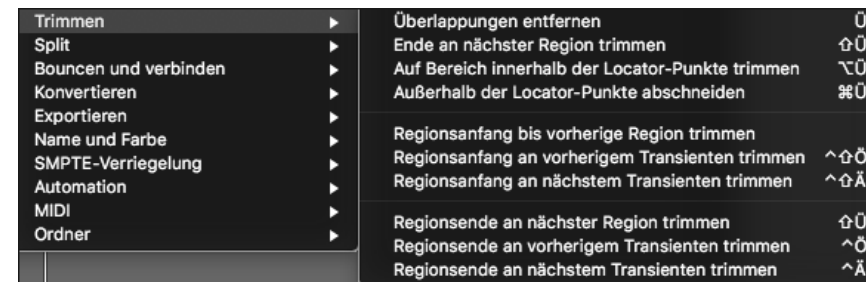 Trimmen ▶
Split ▶
Bouncen und verbinden ▶
Konvertieren ▶
Exportieren ▶
Name und Farbe ▶
SMPTE-Verriegelung ▶
Automation ▶
MIDI ▶
Ordner ▶
Überlappungen entfernen Ü
Ende an nächster Region trimmen ⇧Ü
Auf Bereich innerhalb der Locator-Punkte trimmen ⌥Ü
Außerhalb der Locator-Punkte abschneiden ⌘Ü
Regionsanfang bis vorherige Region trimmen
Regionsanfang an vorherigem Transienten trimmen ^⇧Ö
Regionsanfang an nächstem Transienten trimmen ^⇧Ä
Regionsende an nächster Region trimmen ⇧Ü
Regionsende an vorherigem Transienten trimmen ^Ö
Regionsende an nächstem Transienten trimmen ^Ä